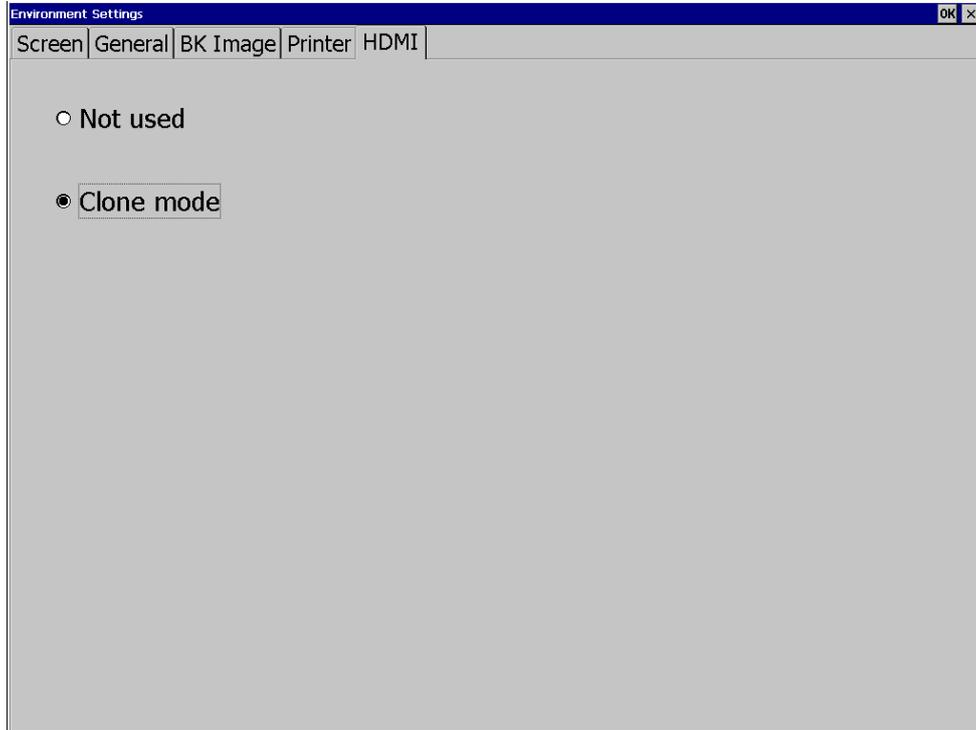 Environment Settings OK ×
Screen General BK Image Printer HDMI
Not used
Clone mode